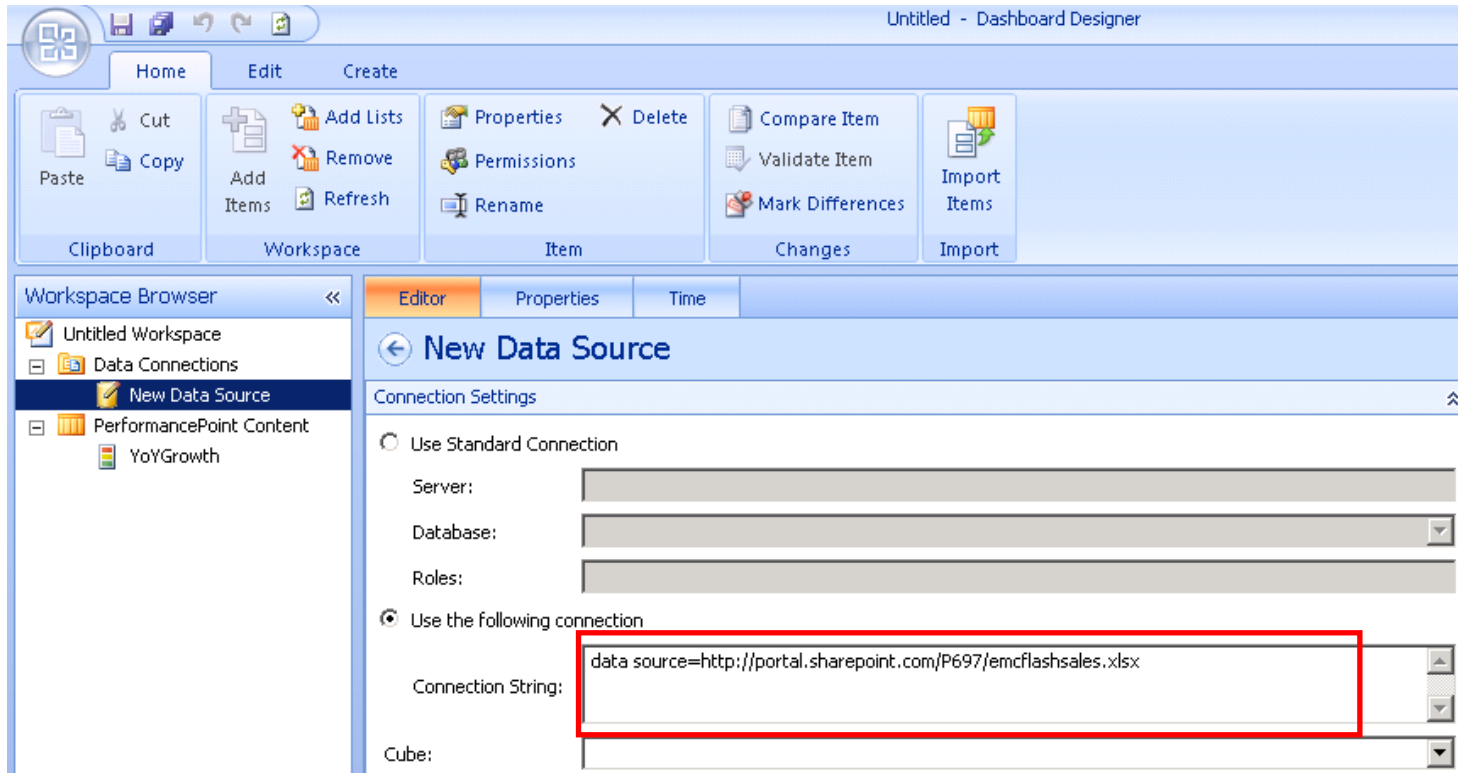 Untitled - Dashboard Designer
Home Edit Create
Paste
Cut
Copy
Clipboard
Add Items
Add Lists
Remove
Refresh
Workspace
Properties
Delete
Permissions
Rename
Item
Compare Item
Validate Item
Mark Differences
Changes
Import Items
Import
Workspace Browser
Untitled Workspace
Data Connections
New Data Source
PerformancePoint Content
YoYGrowth
Editor Properties Time
New Data Source
Connection Settings
Use Standard Connection
Server:
Database:
Roles:
Use the following connection
Connection String: data source=http://portal.sharepoint.com/P697/emcflashsales.xlsx
Cube: